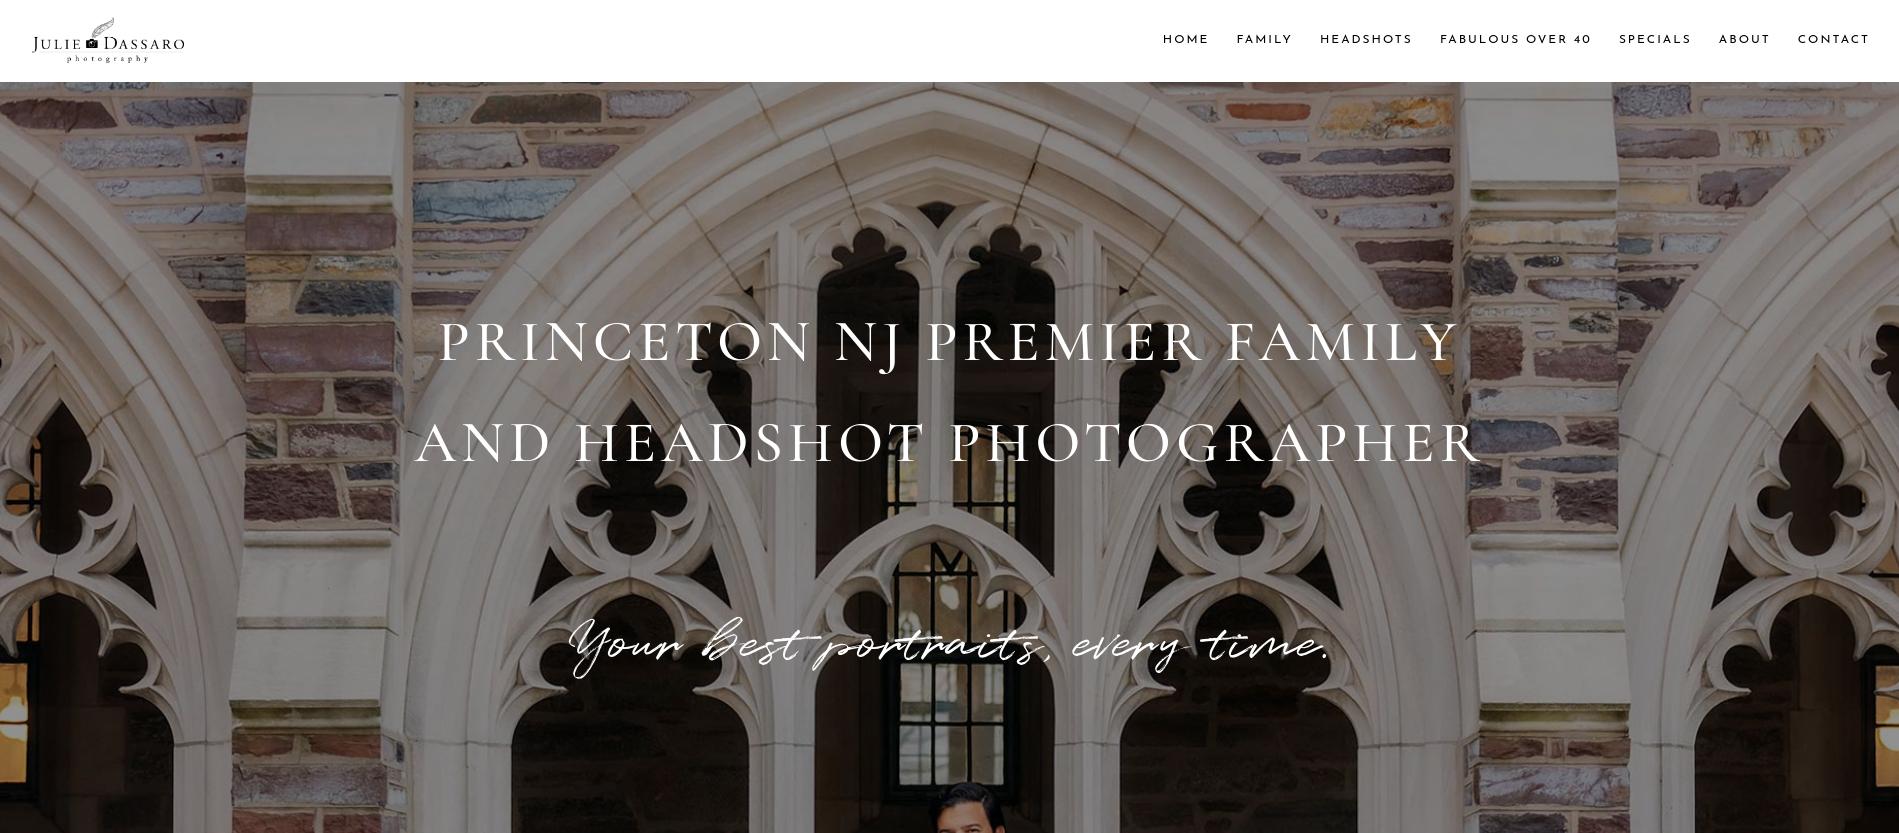 JULIE DASSARO
photography
HOME FAMILY HEADSHOTS FABULOUS OVER 40 SPECIALS ABOUT CONTACT
PRINCETON NJ PREMIER FAMILY
AND HEADSHOT PHOTOGRAPHER
Your best portraits, every time.